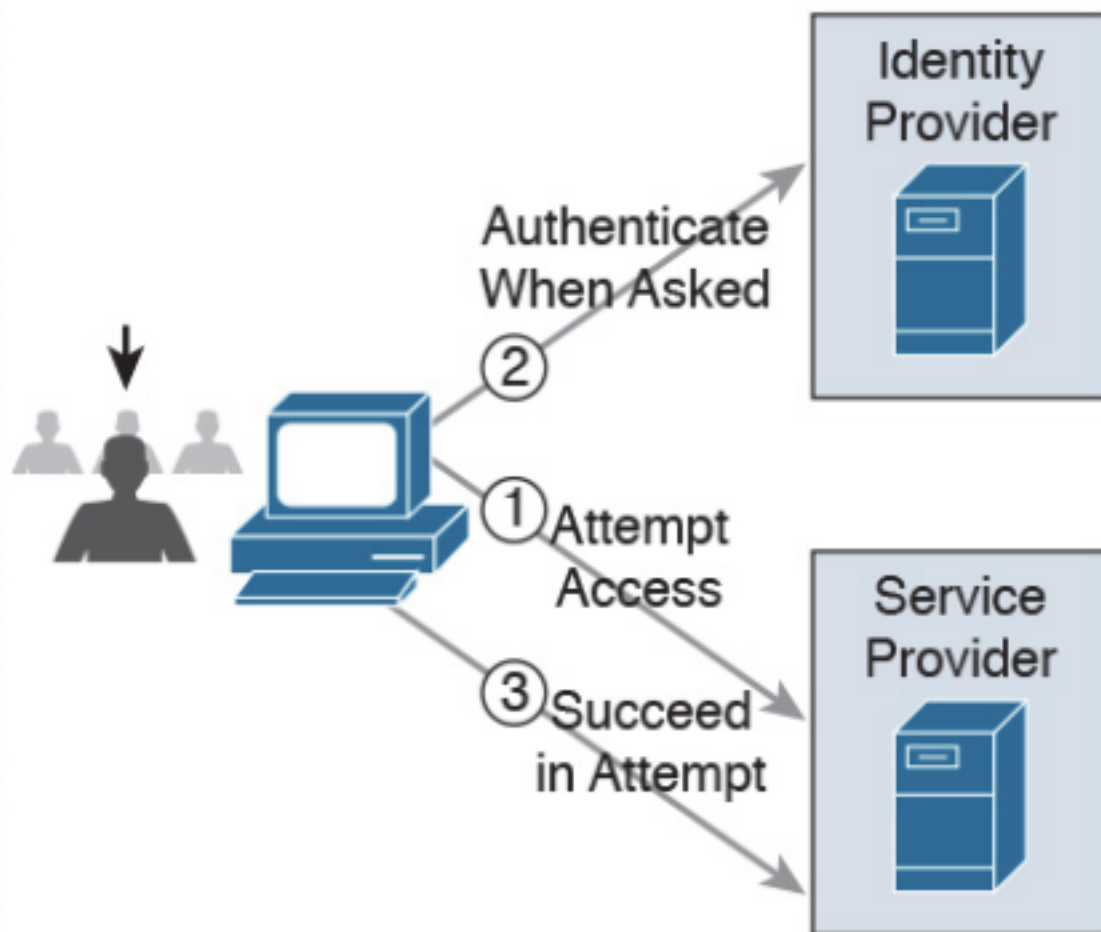 Identity
Provider
Authenticate
When Asked
2
1
Attempt
Access
Service
Provider
3
Succeed
in Attempt